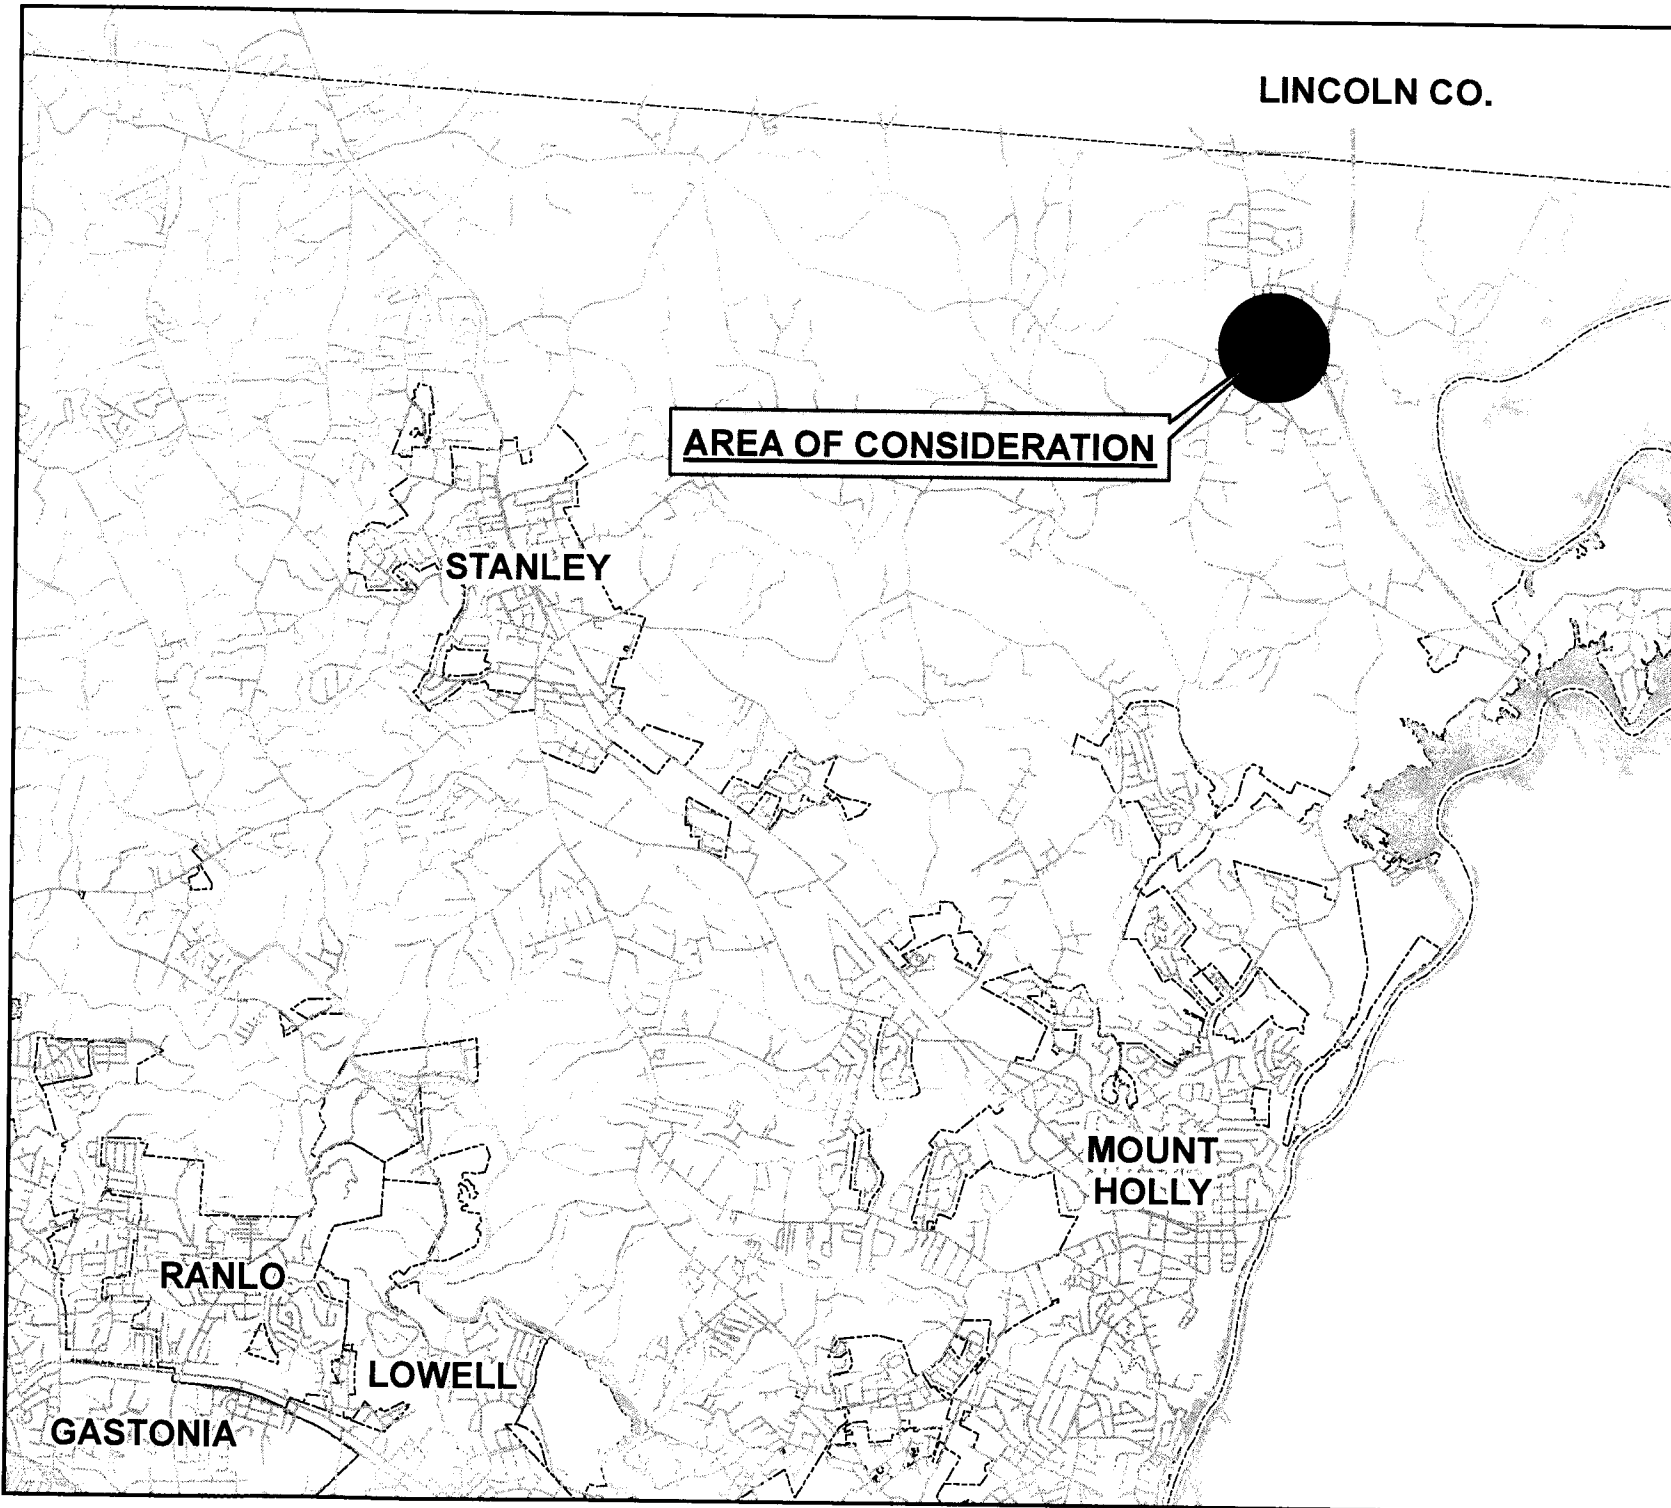 LINCOLN CO.
AREA OF CONSIDERATION
STANLEY
MOUNT
HOLLY
RANLO
LOWELL
GASTONIA